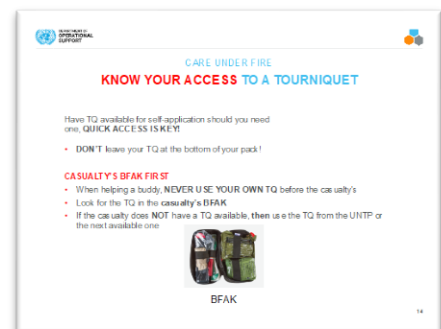 DEPARTMENT OF
OPERATIONAL
SUPPORT
CARE UNDER FIRE
KNOW YOUR ACCESS TO A TOURNIQUET
Have TQ available for self-application should you need
one, QUICK ACCESS IS KEY!
• DON'T leave your TQ at the bottom of your pack!
CASUALTY'S BFAK FIRST
• When helping a buddy, NEVER USE YOUR OWN TQ before the casualty's
• Look for the TQ in the casualty's BFAK
• If the casualty does NOT have a TQ available, then use the TQ from the UNTP or
the next available one
BFAK
14